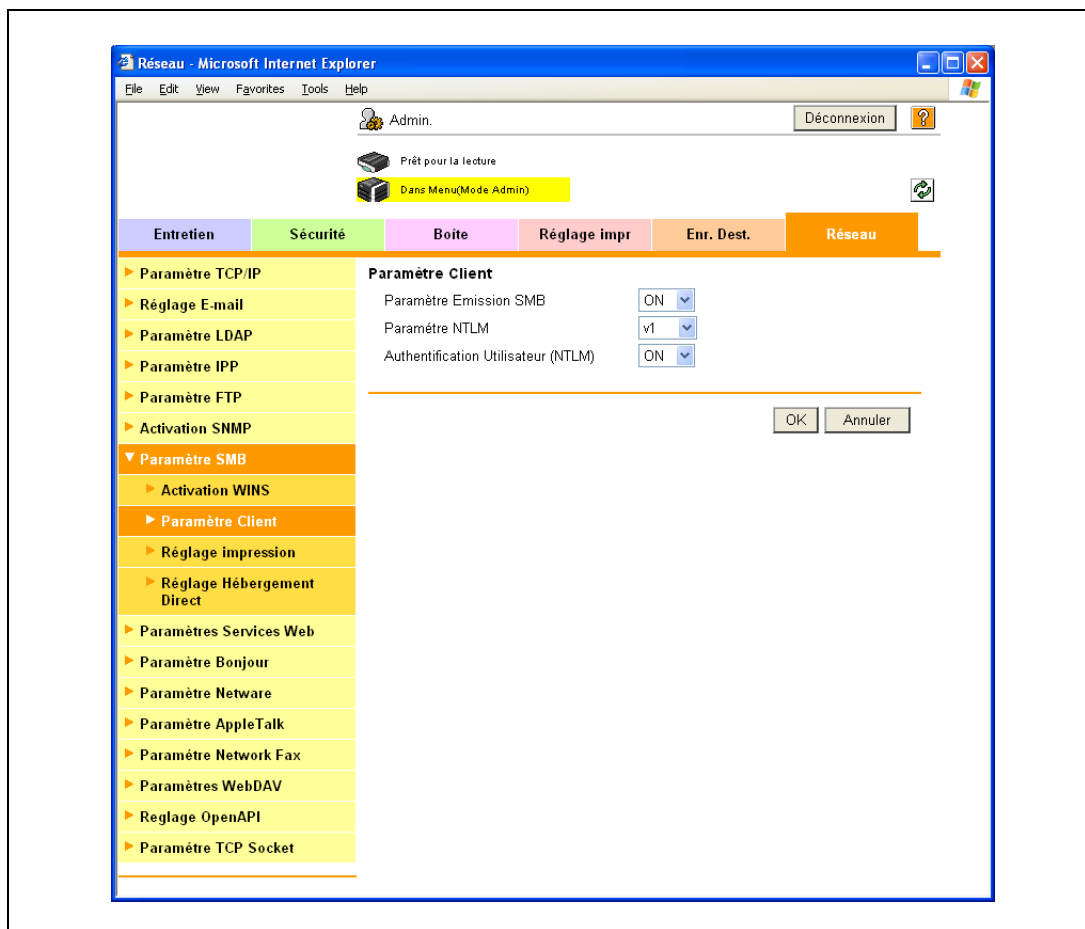 Réseau - Microsoft Internet Explorer
File Edit View Favorites Tools Help
Admin.
Déconnexion
?
Prêt pour la lecture
Dans Menu(Mode Admin)
Entretien Sécurité Boîte Réglage impr Enr. Dest. Réseau
Paramètre TCP/IP
Réglage E-mail
Paramètre LDAP
Paramètre IPP
Paramètre FTP
Activation SNMP
Paramètre SMB
Activation WINS
Paramètre Client
Réglage impression
Réglage Hébergement
Direct
Paramètres Services Web
Paramètre Bonjour
Paramètre Netware
Paramètre AppleTalk
Paramétre Network Fax
Paramètres WebDAV
Reglage OpenAPI
Paramétre TCP Socket
Paramètre Client
Paramètre Emission SMB ON
Paramétre NTLM v1
Authentification Utilisateur (NTLM) ON
OK Annuler